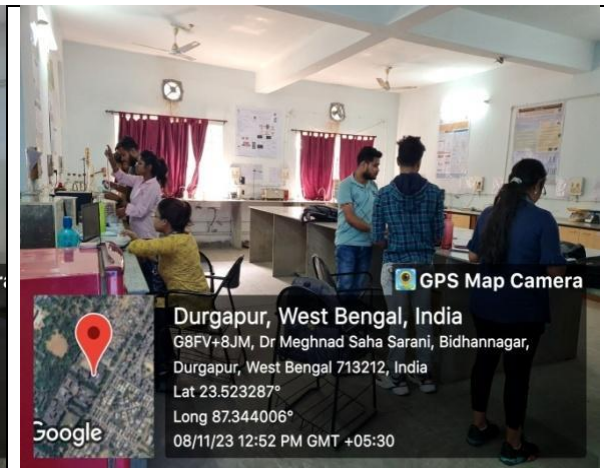 GPS Map Camera
Durgapur, West Bengal, India
G8FV+8JM, Dr Meghnad Saha Sarani, Bidhannagar,
Durgapur, West Bengal 713212, India
Lat 23.523287°
Long 87.344006°
08/11/23 12:52 PM GMT +05:30
Google